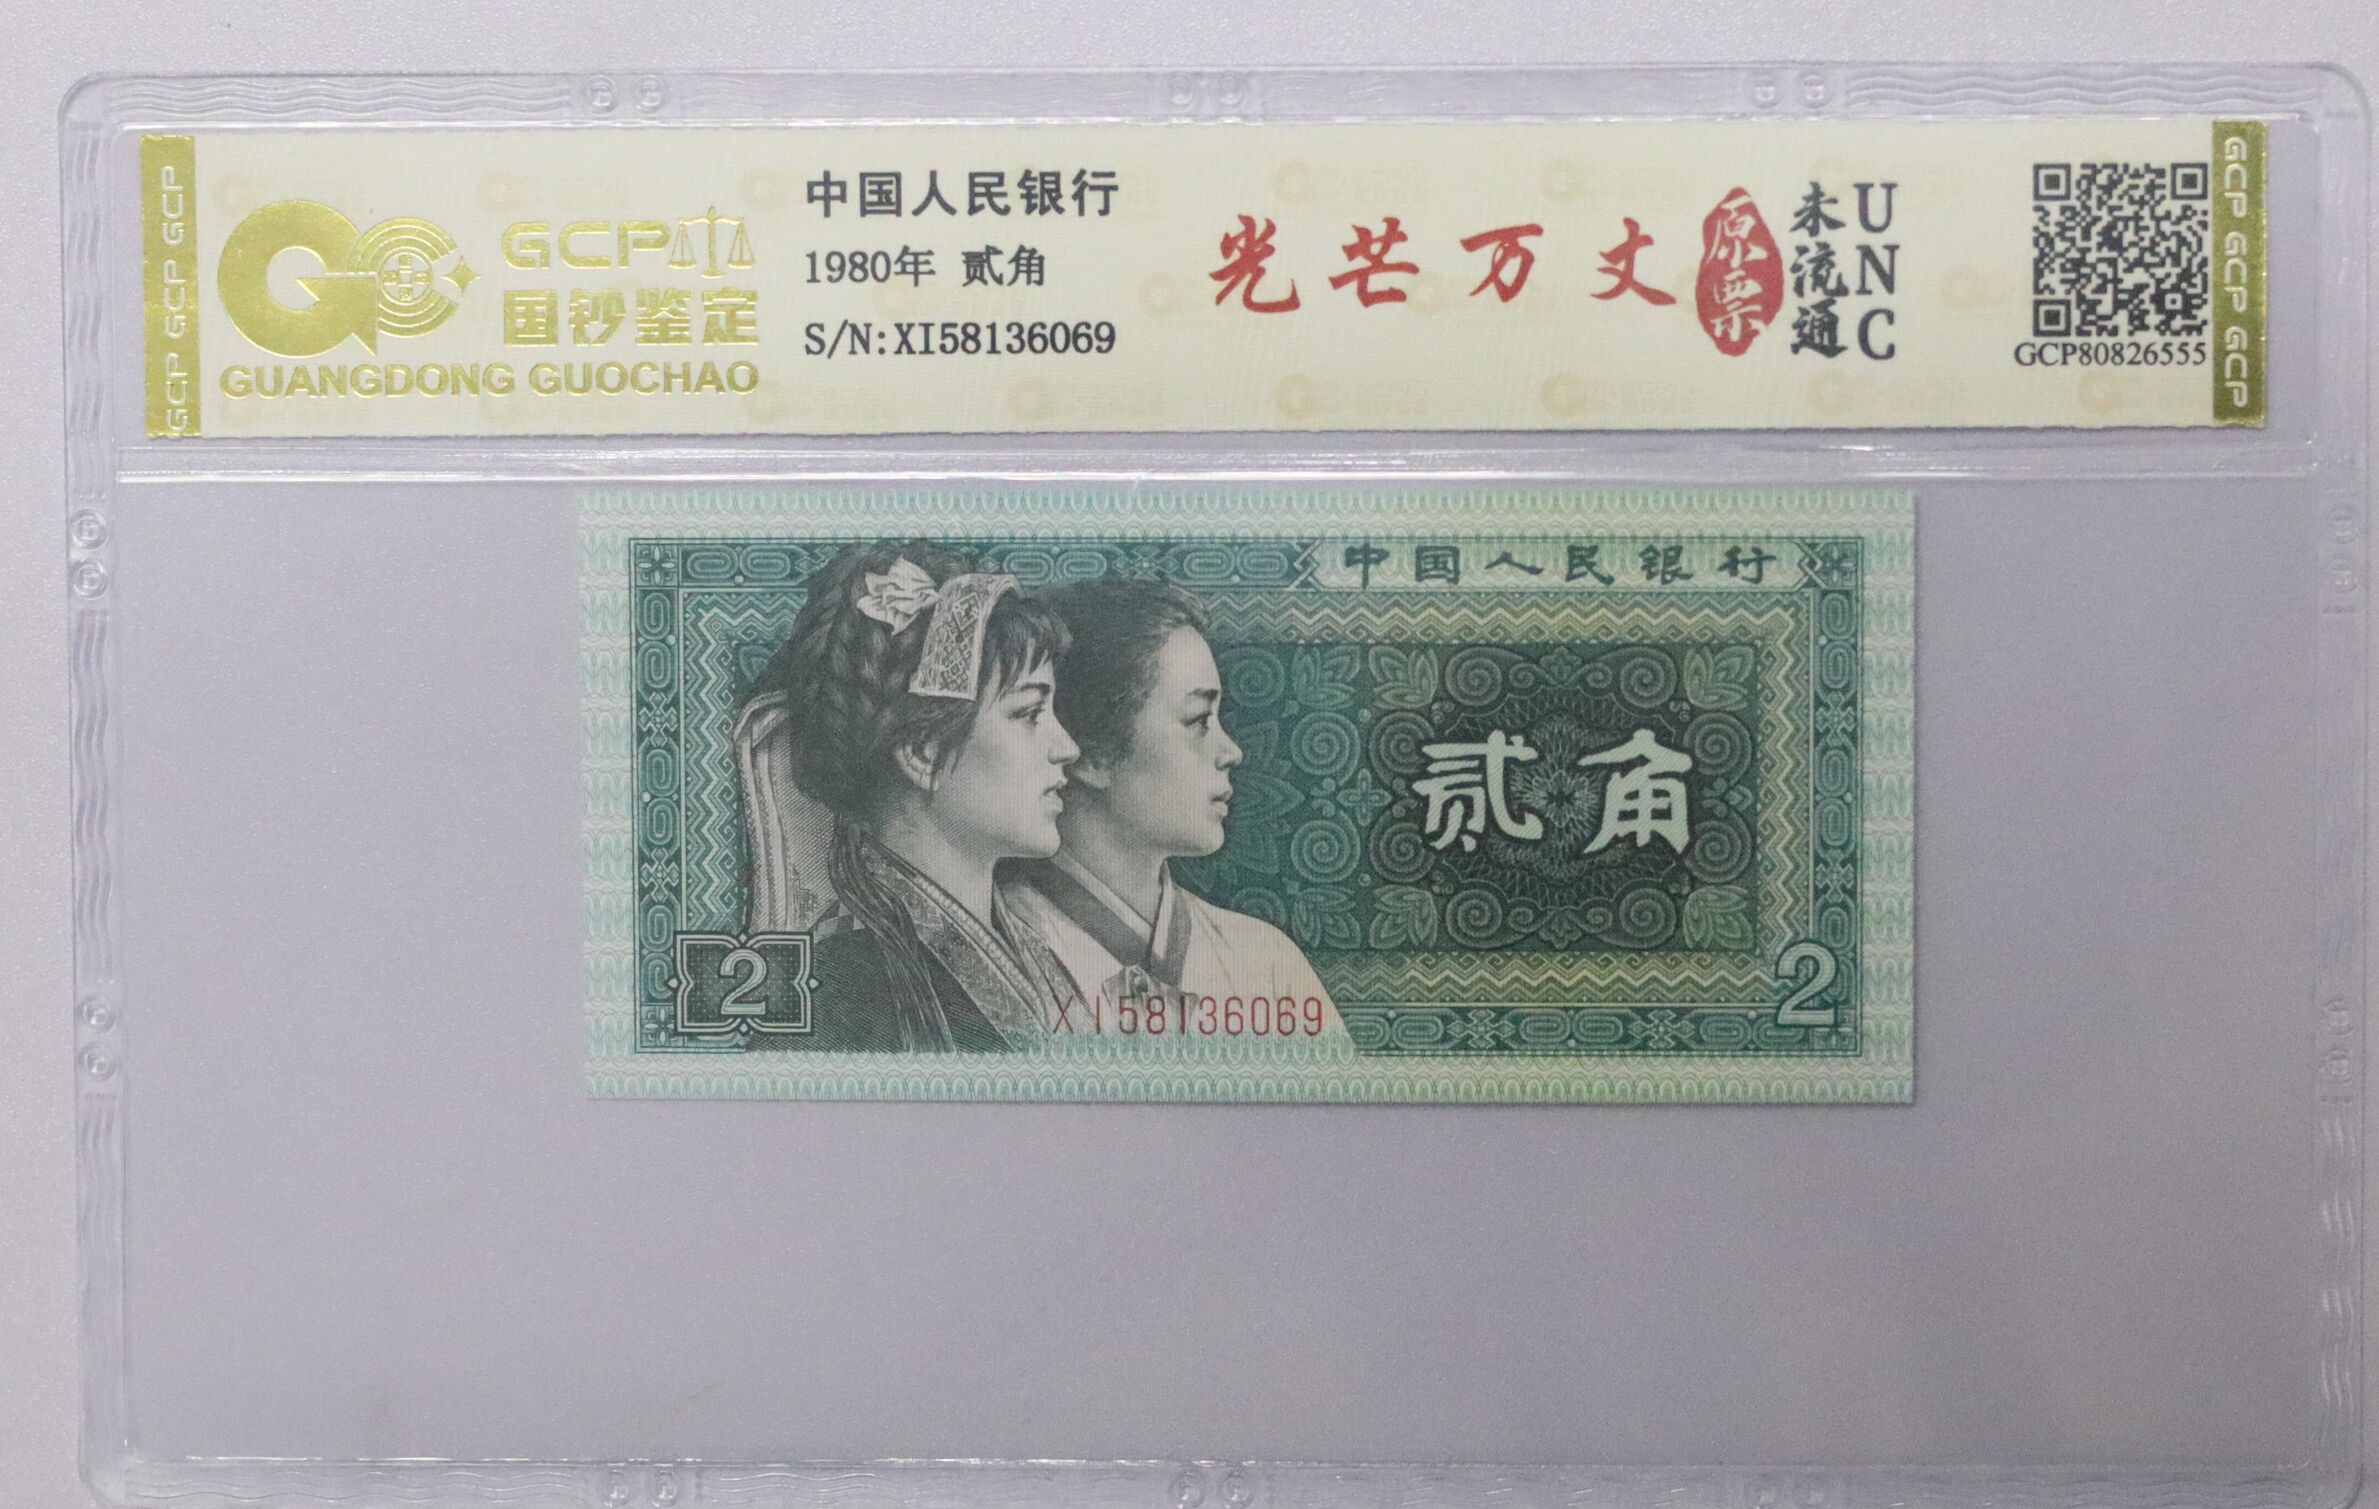 GCP GCP GCP
GCP
国钞鉴定
GUANGDONG GUOCHAO
中国人民银行
1980年 贰角
S/N:XI58136069
光芒万丈
原票
未流通
UNC
GCP80826555
GCP GCP GCP
中国人民银行
贰角
2
XI58136069
2